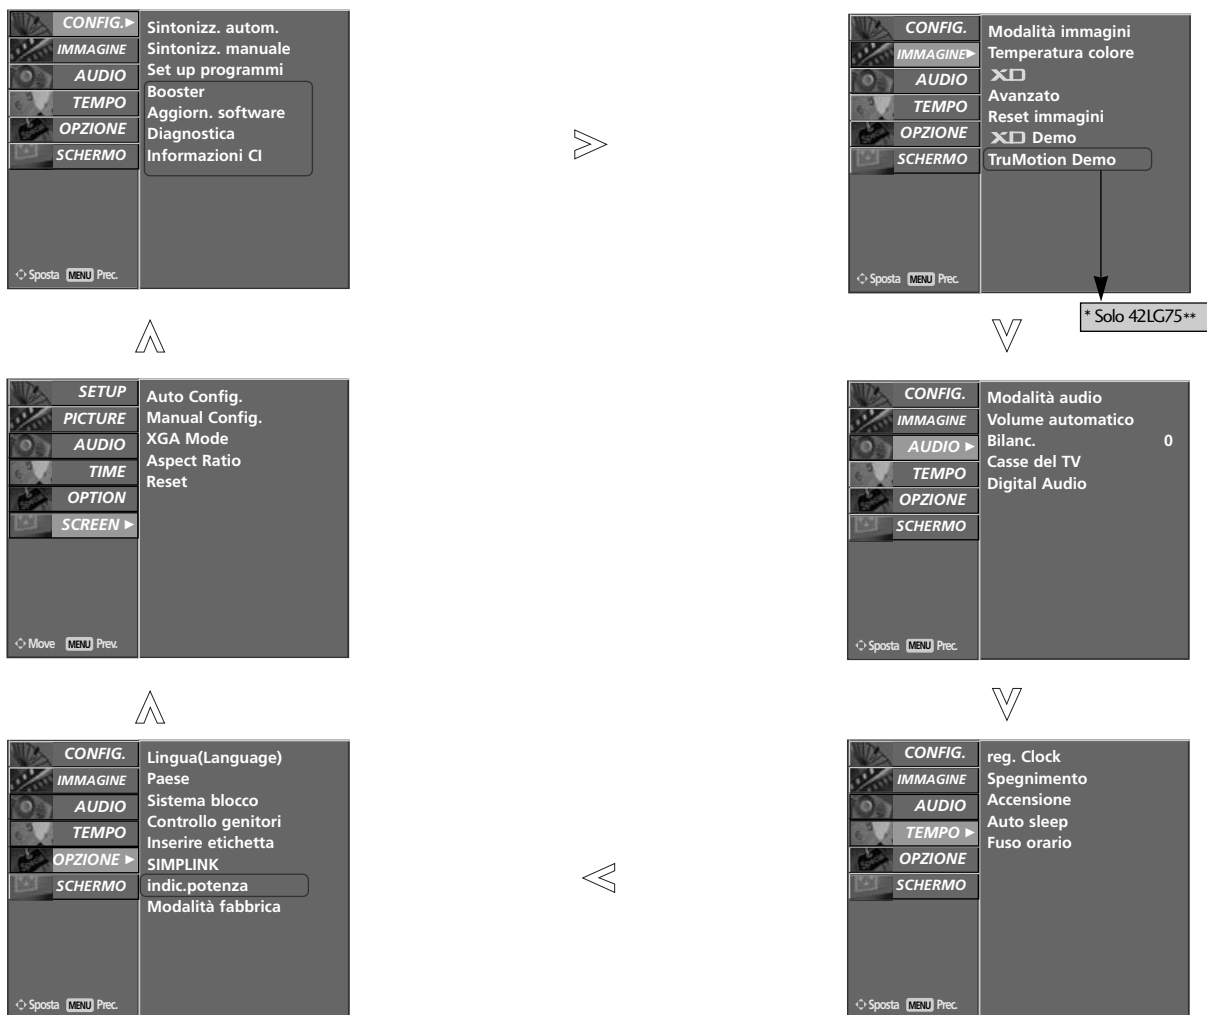 CONFIG.►
IMMAGINE
AUDIO
TEMPO
OPZIONE
SCHERMO
Sintonizz. autom.
Sintonizz. manuale
Set up programmi
Booster
Aggiorn. software
Diagnostica
Informazioni CI
Sposta MENU Prec.
CONFIG.
IMMAGINE►
AUDIO
TEMPO
OPZIONE
SCHERMO
Modalità immagini
Temperatura colore
XD
Avanzato
Reset immagini
XD Demo
TruMotion Demo
Sposta MENU Prec.
* Solo 42LG75**
SETUP
PICTURE
AUDIO
TIME
OPTION
SCREEN ►
Auto Config.
Manual Config.
XGA Mode
Aspect Ratio
Reset
Move MENU Prev.
CONFIG.
IMMAGINE
AUDIO ►
TEMPO
OPZIONE
SCHERMO
Modalità audio
Volume automatico
Bilanc. 0
Casse del TV
Digital Audio
Sposta MENU Prec.
CONFIG.
IMMAGINE
AUDIO
TEMPO
OPZIONE ►
SCHERMO
Lingua(Language)
Paese
Sistema blocco
Controllo genitori
Inserire etichetta
SIMPLINK
indic.potenza
Modalità fabbrica
Sposta MENU Prec.
CONFIG.
IMMAGINE
AUDIO
TEMPO ►
OPZIONE
SCHERMO
reg. Clock
Spegnimento
Accensione
Auto sleep
Fuso orario
Sposta MENU Prec.